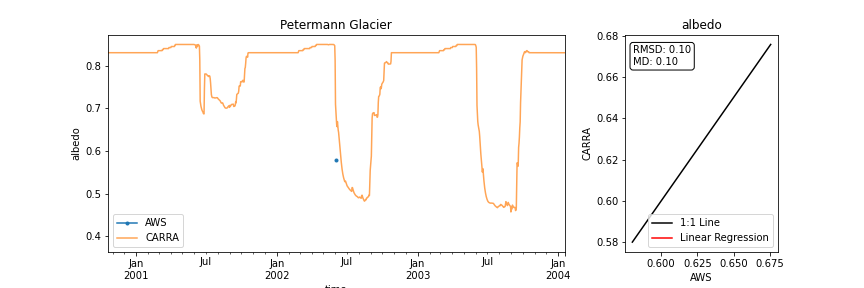 Petermann Glacier
albedo
0.8
0.7
0.6
0.5
0.4
albedo
AWS
CARRA
Jan
2001
Jul
Jan
2002
Jul
Jan
2003
Jul
Jan
2004
time
RMSD: 0.10
MD: 0.10
0.68
0.66
0.64
0.62
0.60
0.58
CARRA
1:1 Line
Linear Regression
0.600 0.625 0.650 0.675
AWS